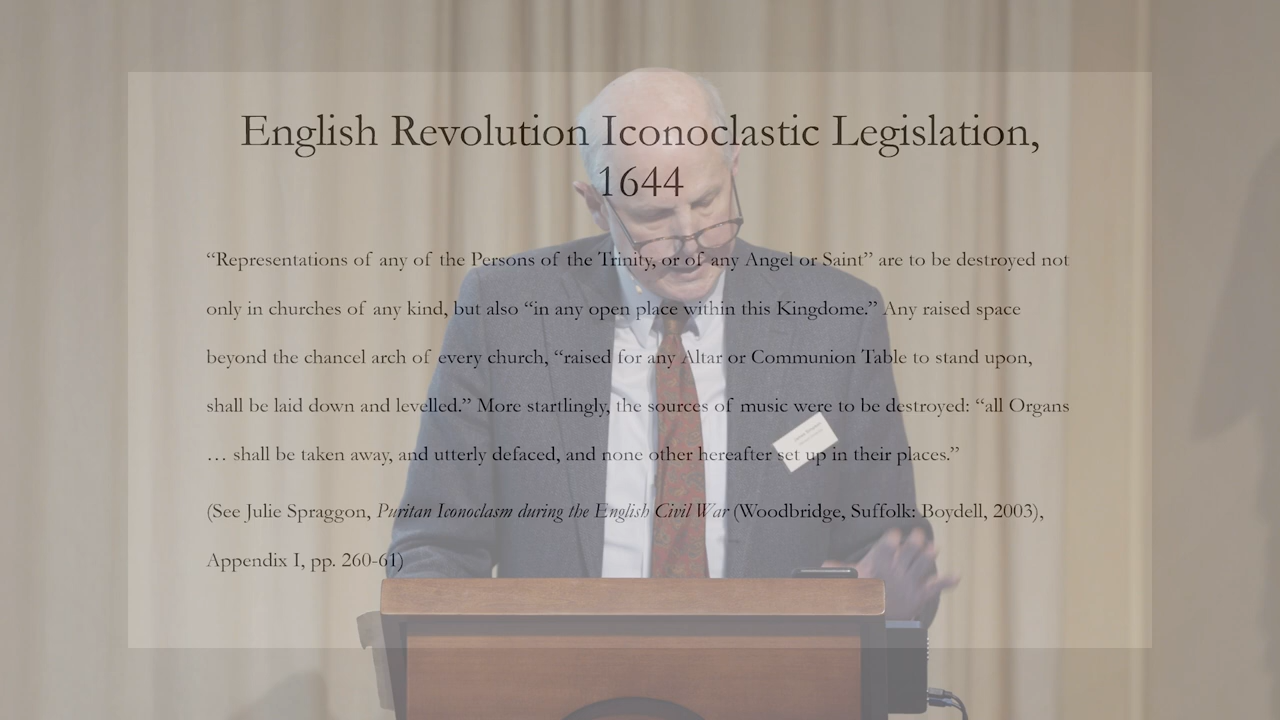 English Revolution Iconoclastic Legislation,
1644
“Representations of any of the Persons of the Trinity, or of any Angel or Saint” are to be destroyed not
only in churches of any kind, but also “in any open place within this Kingdome.” Any raised space
beyond the chancel arch of every church, “raised for any Altar or Communion Table to stand upon,
shall be laid down and levelled.” More startlingly, the sources of music were to be destroyed: “all Organs
… shall be taken away, and utterly defaced, and none other hereafter set up in their places.”
(See Julie Spraggon, Puritan Iconoclasm during the English Civil War (Woodbridge, Suffolk: Boydell, 2003),
Appendix I, pp. 260-61)